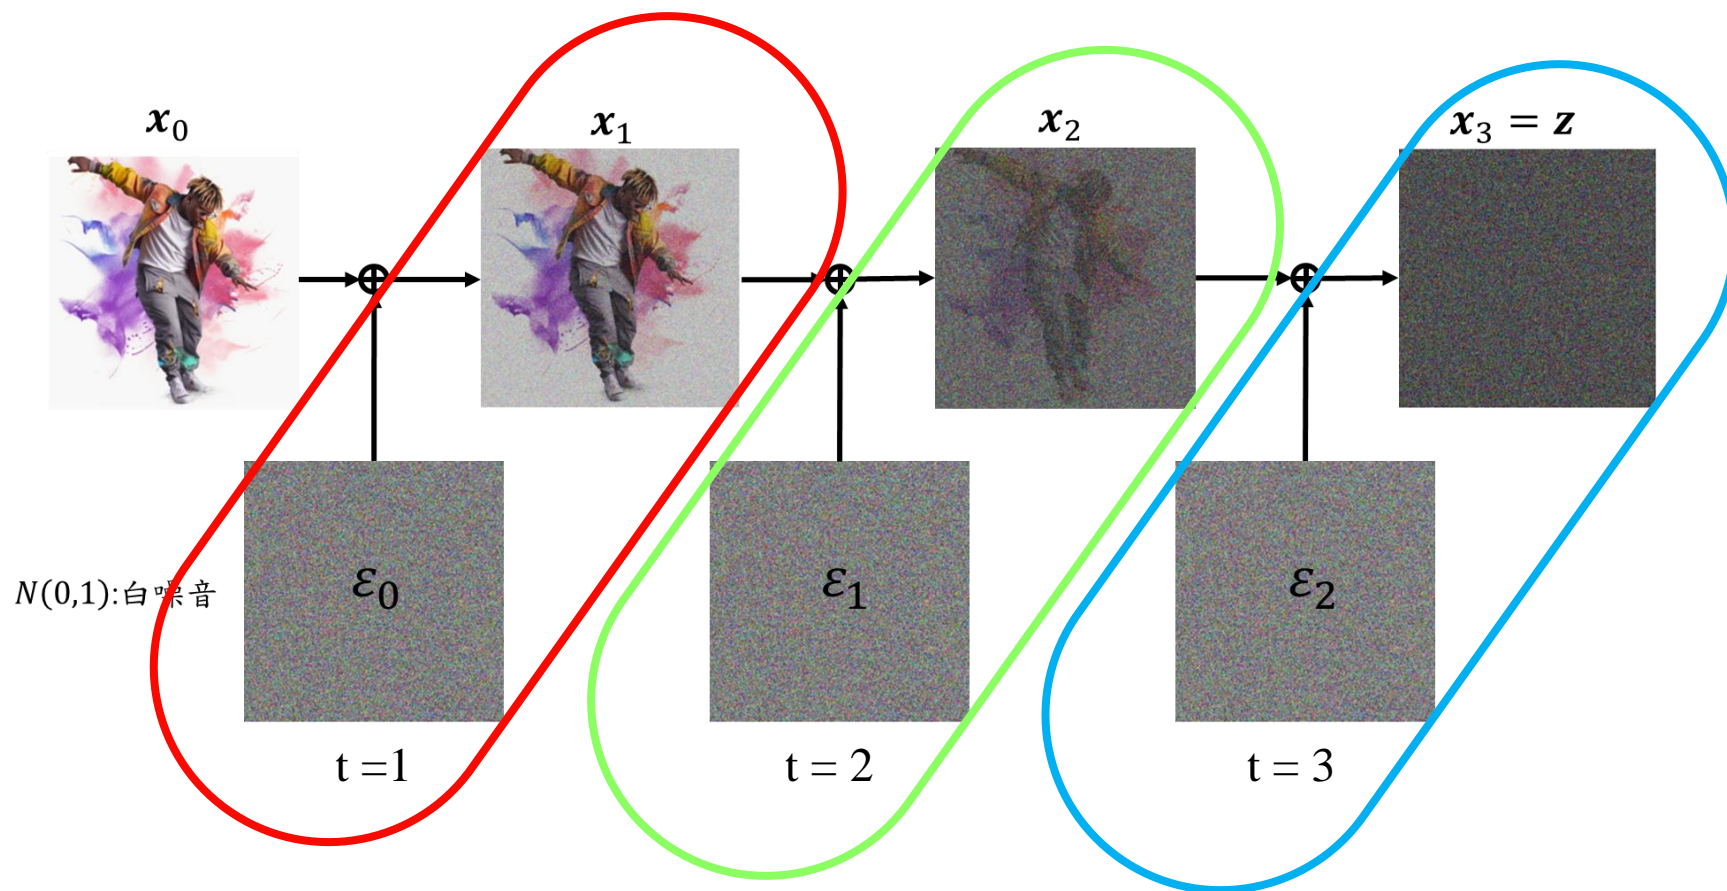 x₀
x₁
x₂
x₃ = z
N(0,1):白噪音
ε₀
ε₁
ε₂
t =1
t = 2
t = 3